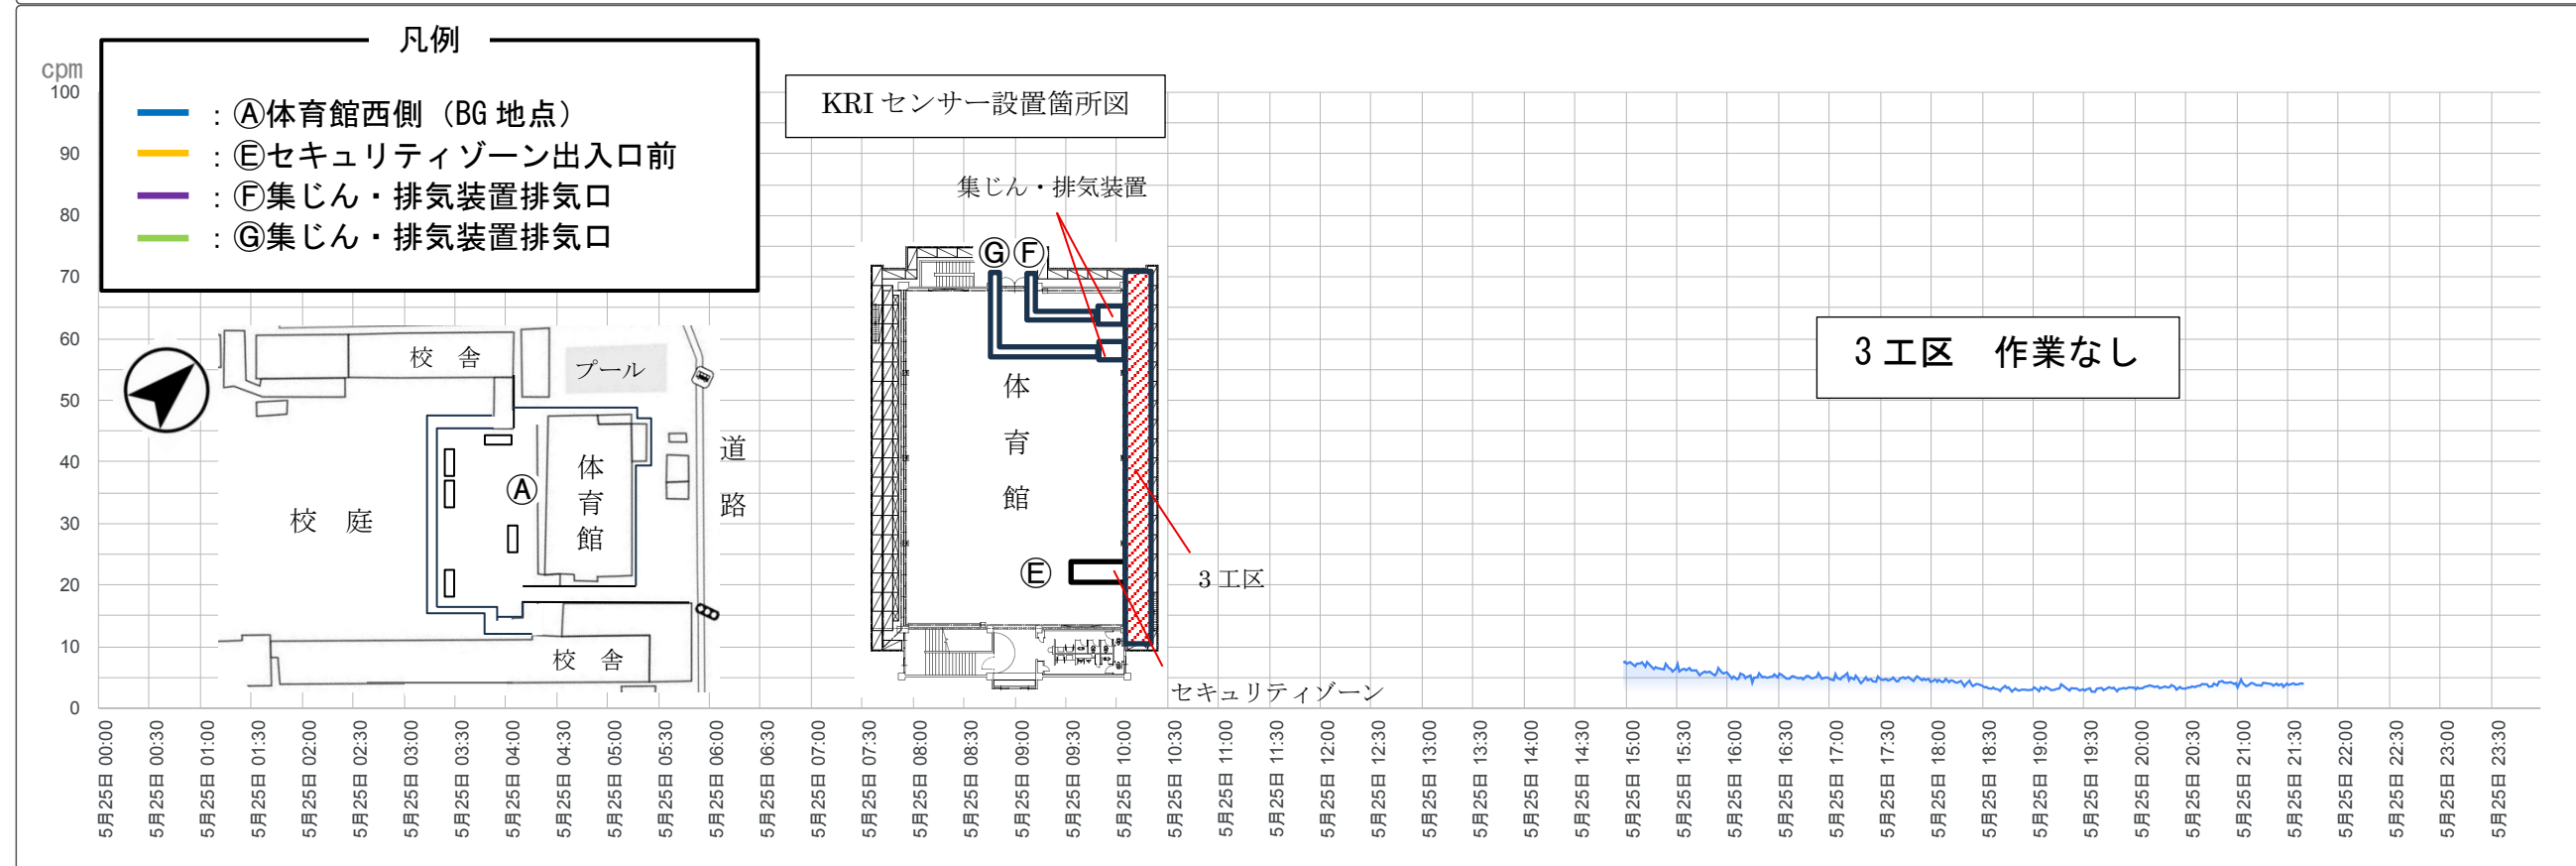 凡例
cpm
：Ⓐ体育館西側（BG 地点）
：Ⓔセキュリティゾーン出入口前
：Ⓕ集じん・排気装置排気口
：Ⓖ集じん・排気装置排気口
KRI センサー設置箇所図
集じん・排気装置
Ⓖ Ⓕ
体育館
Ⓔ
3 工区
セキュリティゾーン
校 舎
プール
道路
Ⓐ
体育館
校 庭
校 舎
3 工区 作業なし
100
90
80
70
60
50
40
30
20
10
0
5月25日 00:00
5月25日 00:30
5月25日 01:00
5月25日 01:30
5月25日 02:00
5月25日 02:30
5月25日 03:00
5月25日 03:30
5月25日 04:00
5月25日 04:30
5月25日 05:00
5月25日 05:30
5月25日 06:00
5月25日 06:30
5月25日 07:00
5月25日 07:30
5月25日 08:00
5月25日 08:30
5月25日 09:00
5月25日 09:30
5月25日 10:00
5月25日 10:30
5月25日 11:00
5月25日 11:30
5月25日 12:00
5月25日 12:30
5月25日 13:00
5月25日 13:30
5月25日 14:00
5月25日 14:30
5月25日 15:00
5月25日 15:30
5月25日 16:00
5月25日 16:30
5月25日 17:00
5月25日 17:30
5月25日 18:00
5月25日 18:30
5月25日 19:00
5月25日 19:30
5月25日 20:00
5月25日 20:30
5月25日 21:00
5月25日 21:30
5月25日 22:00
5月25日 22:30
5月25日 23:00
5月25日 23:30